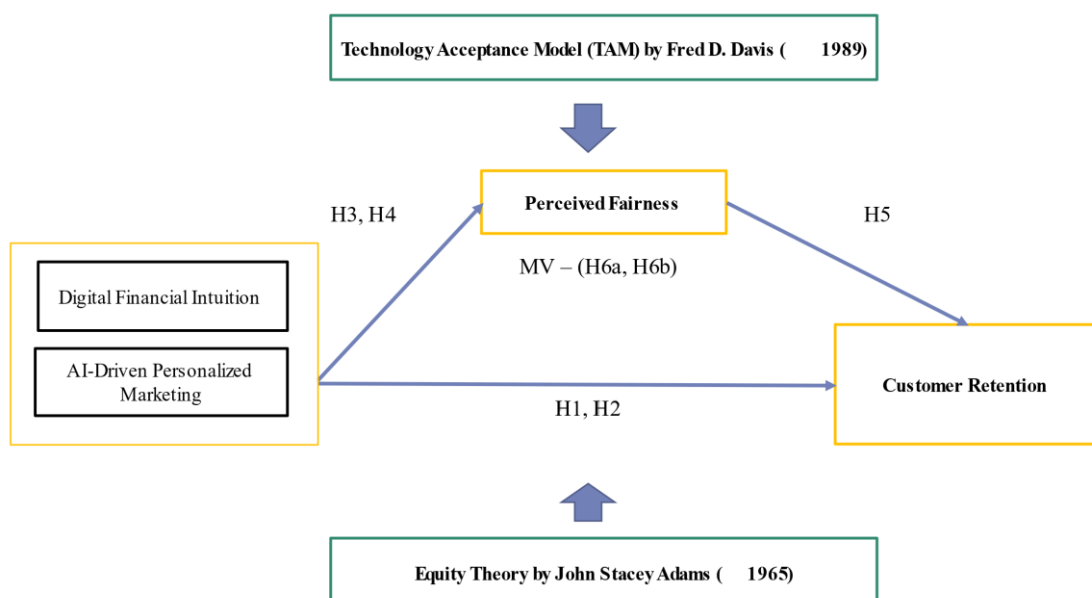 Technology Acceptance Model (TAM) by Fred D. Davis ( 1989)
Perceived Fairness
H3, H4
H5
MV – (H6a, H6b)
Digital Financial Intuition
AI-Driven Personalized
Marketing
Customer Retention
H1, H2
Equity Theory by John Stacey Adams ( 1965)